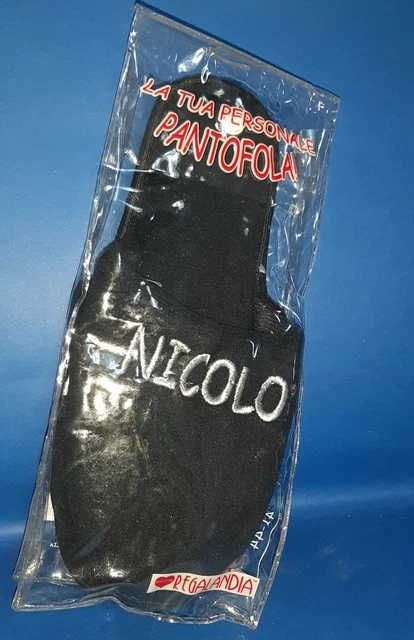 LA TUA PERSONALE
PANTOFOLA!
NICOLO
REGALANDIA